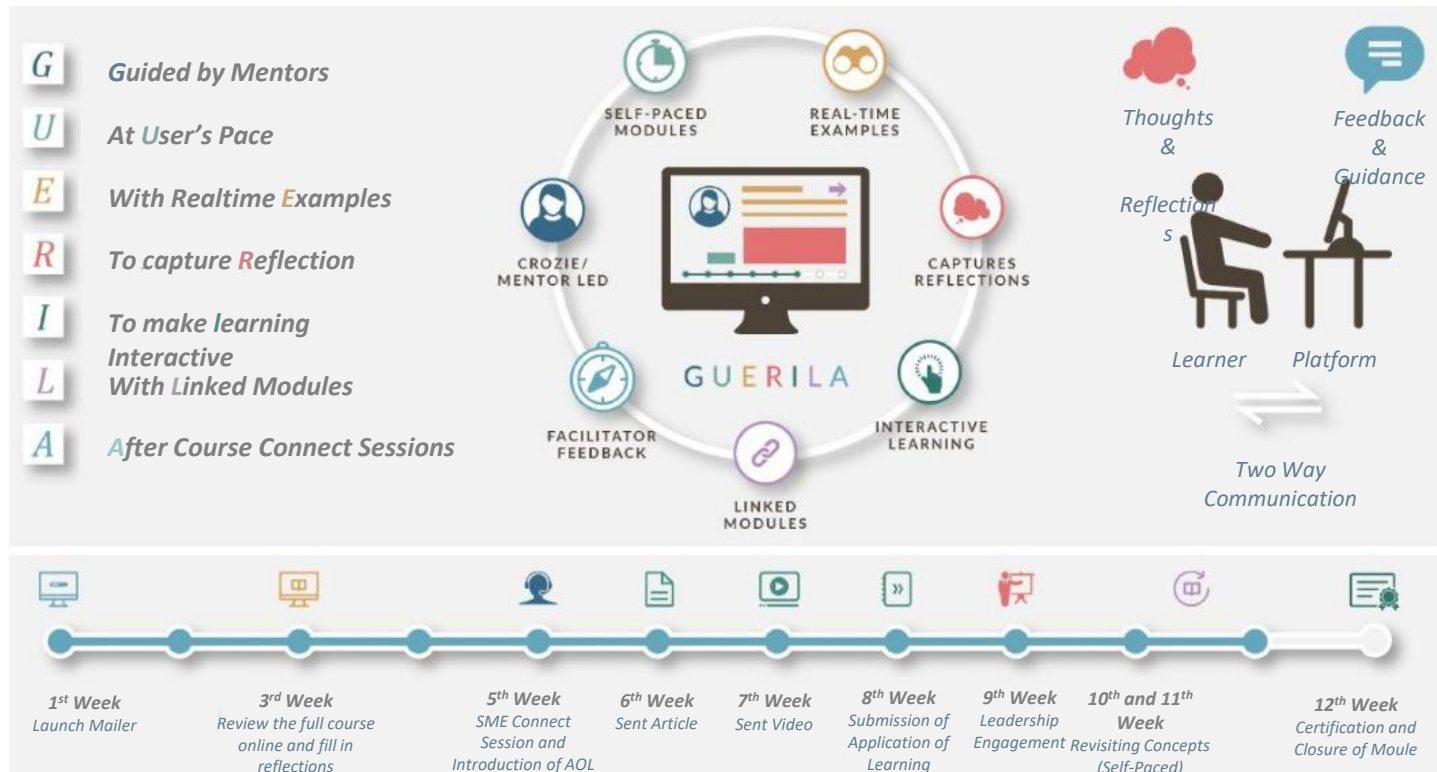 G
Guided by Mentors
U
At User's Pace
E
With Realtime Examples
R
To capture Reflection
I
To make learning
Interactive
L
With Linked Modules
A
After Course Connect Sessions
SELF-PACED
MODULES
REAL-TIME
EXAMPLES
CROZIE/
MENTOR LED
CAPTURES
REFLECTIONS
GUERILA
FACILITATOR
FEEDBACK
INTERACTIVE
LEARNING
LINKED
MODULES
Thoughts
&
Reflection
s
Feedback
&
Guidance
Learner
Platform
Two Way
Communication
1st Week
Launch Mailer
3rd Week
Review the full course
online and fill in
reflections
5th Week
SME Connect
Session and
Introduction of AOL
6th Week
Sent Article
7th Week
Sent Video
8th Week
Submission of
Application of
Learning
9th Week
Leadership
Engagement
10th and 11th
Week
Revisiting Concepts
(Self-Paced)
12th Week
Certification and
Closure of Moule